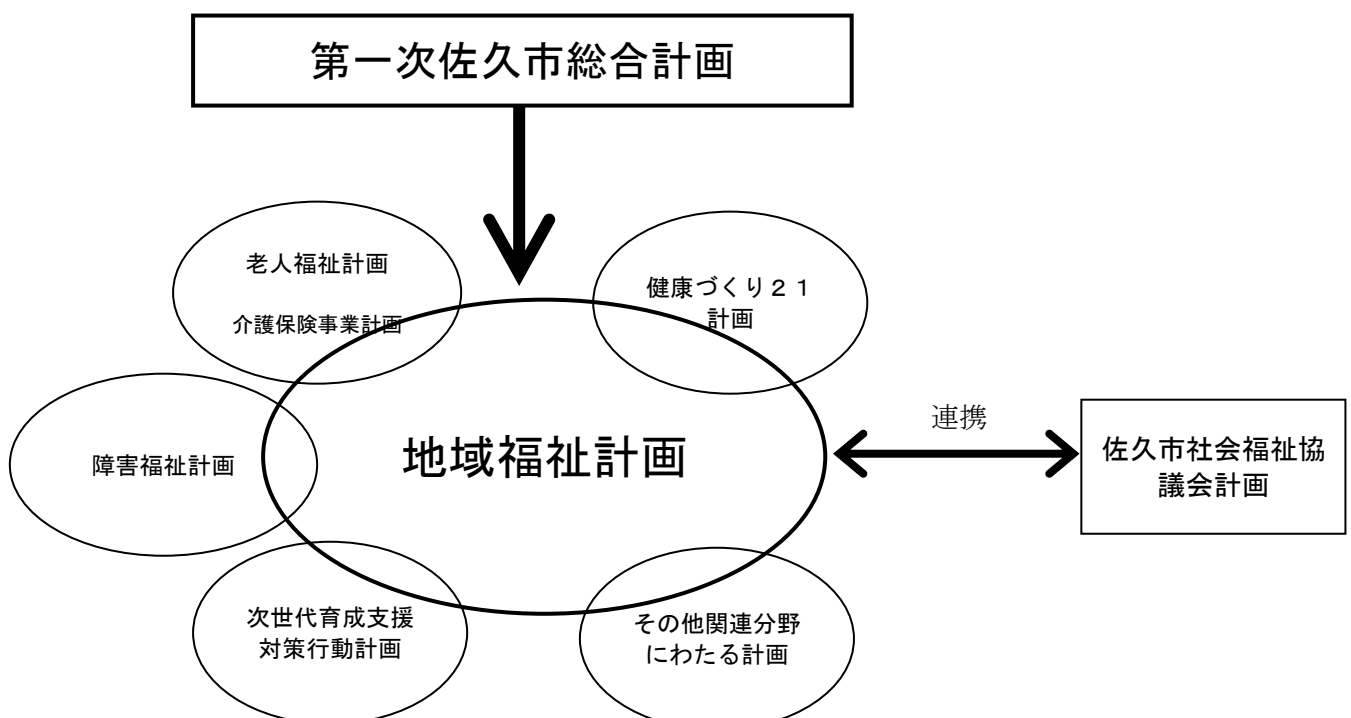 第一次佐久市総合計画
老人福祉計画
介護保険事業計画
健康づくり２１
計画
地域福祉計画
連携
佐久市社会福祉協
議会計画
障害福祉計画
次世代育成支援
対策行動計画
その他関連分野
にわたる計画